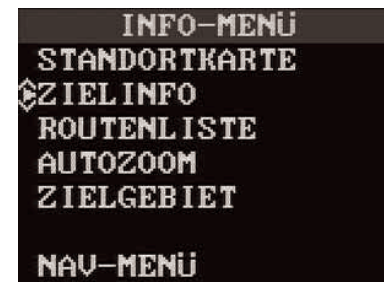 INFO-MENÜ
STANDORTKARTE
ZIELINFO
ROUTENLISTE
AUTOZOOM
ZIELGEBIET
NAV-MENÜ